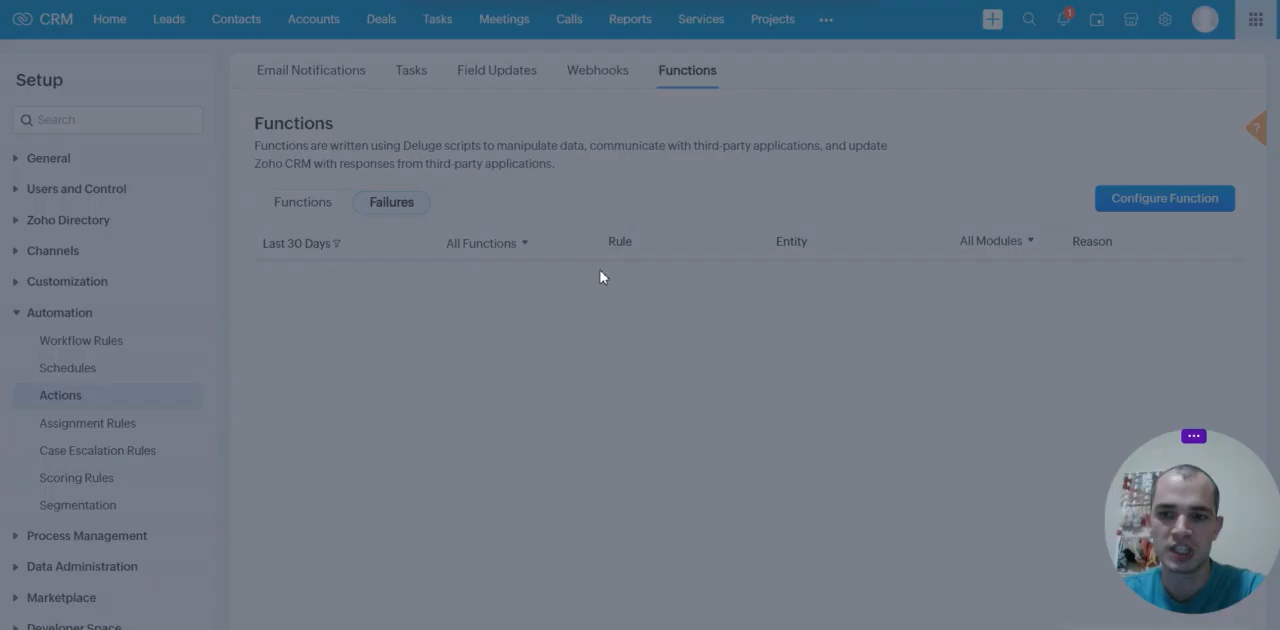 CRM Home Leads Contacts Accounts Deals Tasks Meetings Calls Reports Services Projects ••• 1
Setup
Search
General
Users and Control
Zoho Directory
Channels
Customization
Automation
Workflow Rules
Schedules
Actions
Assignment Rules
Case Escalation Rules
Scoring Rules
Segmentation
Process Management
Data Administration
Marketplace
Developer Space
Email Notifications Tasks Field Updates Webhooks Functions
Functions
Functions are written using Deluge scripts to manipulate data, communicate with third-party applications, and update
Zoho CRM with responses from third-party applications.
Functions Failures Configure Function
Last 30 Days All Functions Rule Entity All Modules Reason
?